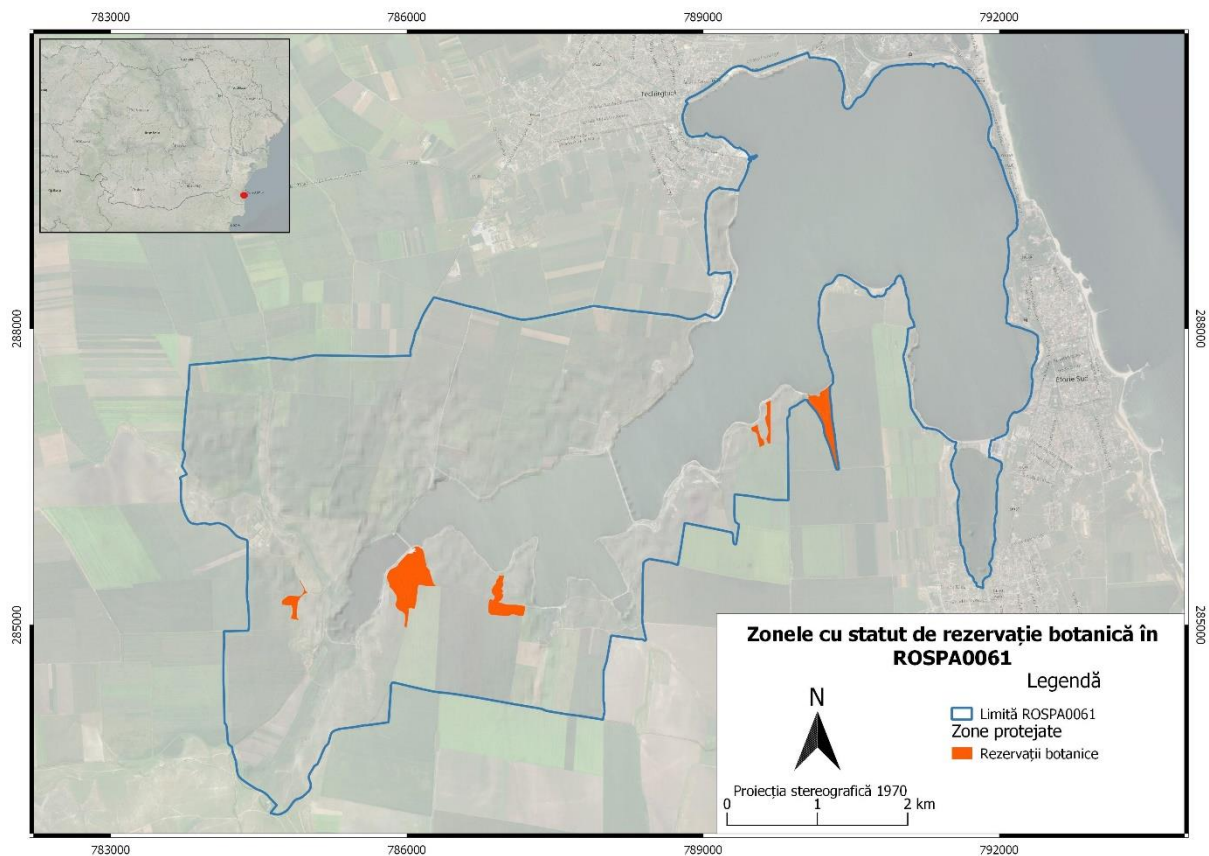 783000
786000
789000
792000
Techirghiol
288000
288000
Eforie Sud
285000
285000
Zonele cu statut de rezervație botanică în
ROSPA0061
Legendă
N
Limită ROSPA0061
Zone protejate
Rezervații botanice
Proiecția stereografică 1970
0 1 2 km
783000
786000
789000
792000